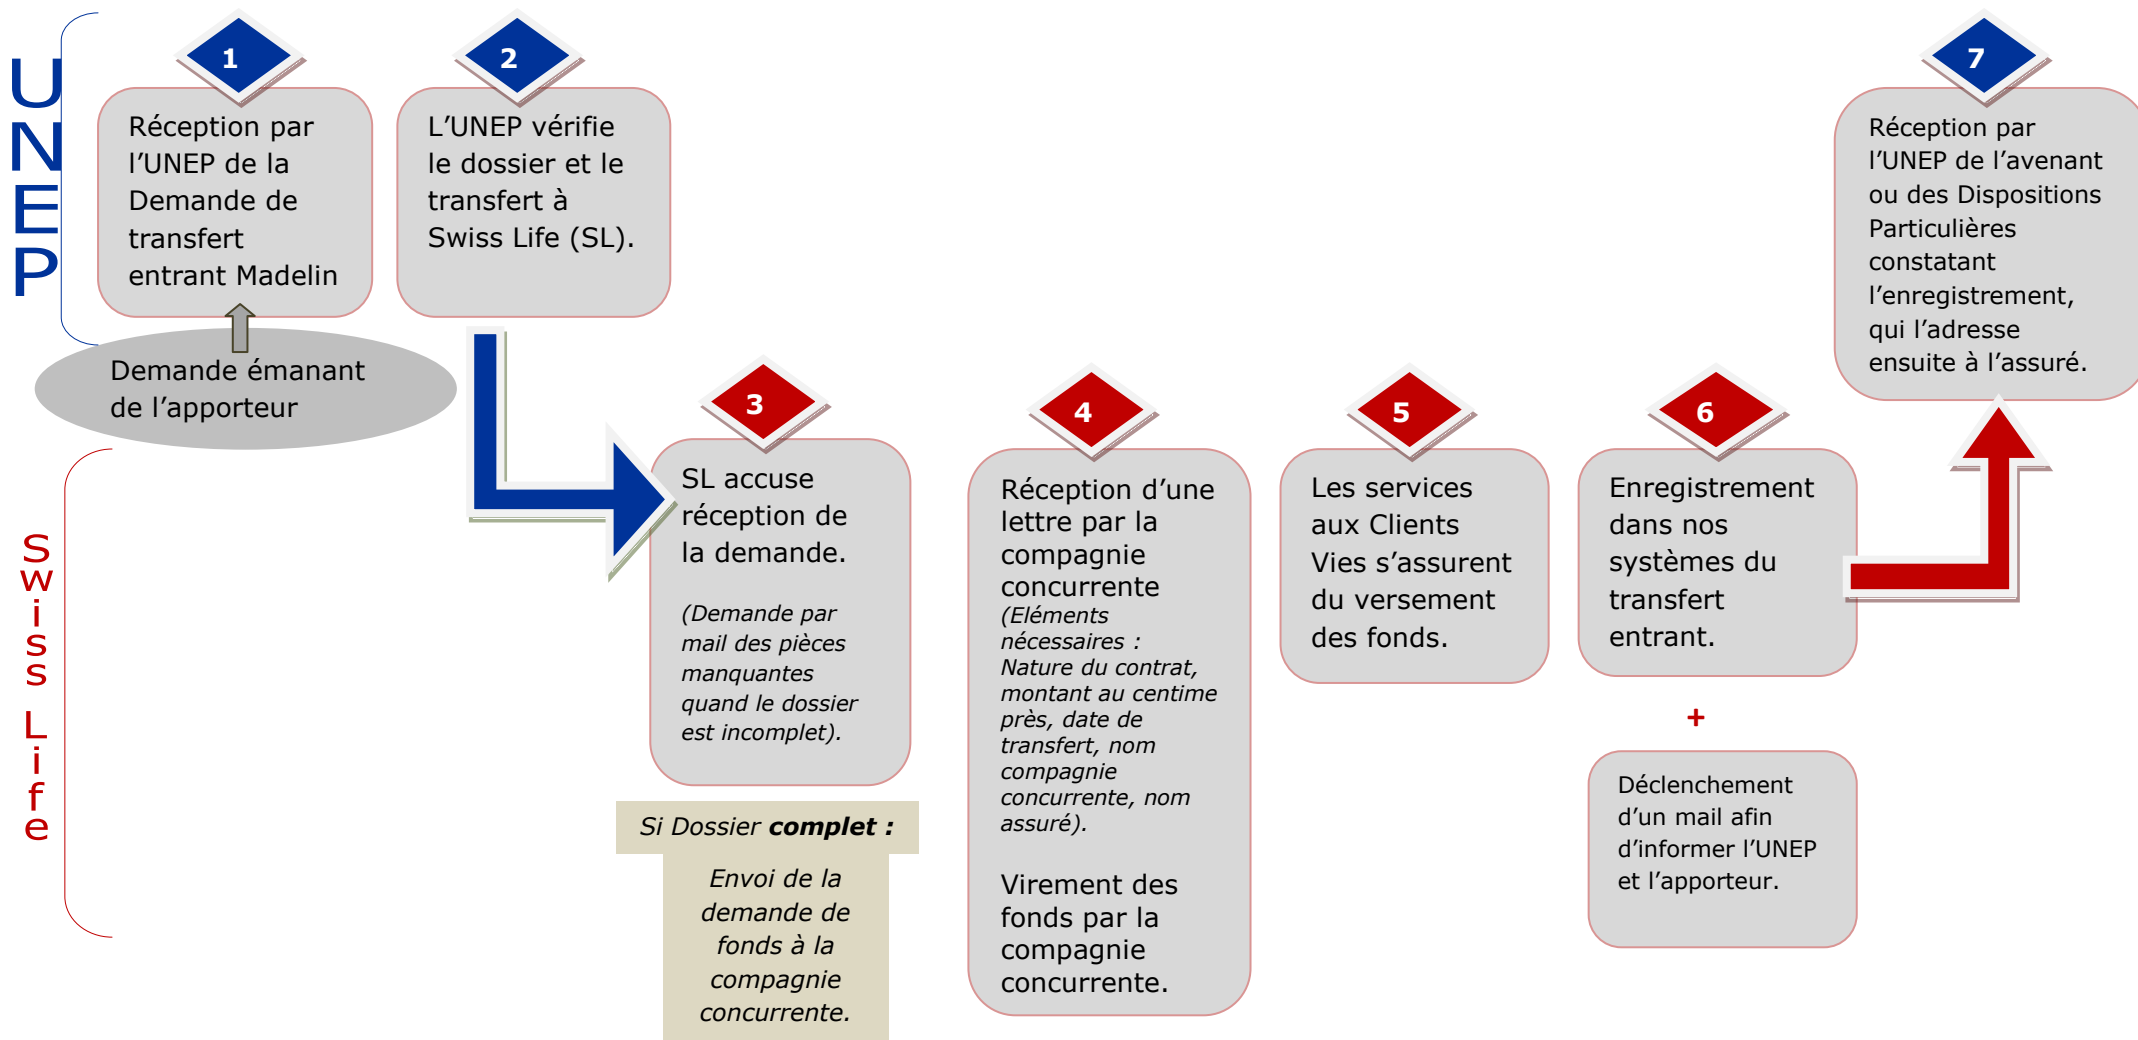 UNEP
1
Réception par
l’UNEP de la
Demande de
transfert
entrant Madelin
Demande émanant
de l’apporteur
2
L’UNEP vérifie
le dossier et le
transfert à
Swiss Life (SL).
Swiss Life
3
SL accuse
réception de
la demande.
(Demande par
mail des pièces
manquantes
quand le dossier
est incomplet).
Si Dossier complet :
Envoi de la
demande de
fonds à la
compagnie
concurrente.
4
Réception d’une
lettre par la
compagnie
concurrente
(Eléments
nécessaires :
Nature du contrat,
montant au centime
près, date de
transfert, nom
compagnie
concurrente, nom
assuré).
Virement des
fonds par la
compagnie
concurrente.
5
Les services
aux Clients
Vies s’assurent
du versement
des fonds.
6
Enregistrement
dans nos
systèmes du
transfert
entrant.
+
Déclenchement
d’un mail afin
d’informer l’UNEP
et l’apporteur.
7
Réception par
l’UNEP de l’avenant
ou des Dispositions
Particulières
constatant
l’enregistrement,
qui l’adresse
ensuite à l’assuré.